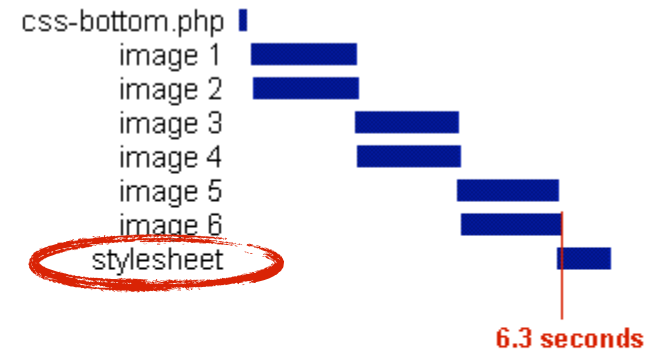 css-bottom.php
image 1
image 2
image 3
image 4
image 5
image 6
stylesheet
6.3 seconds